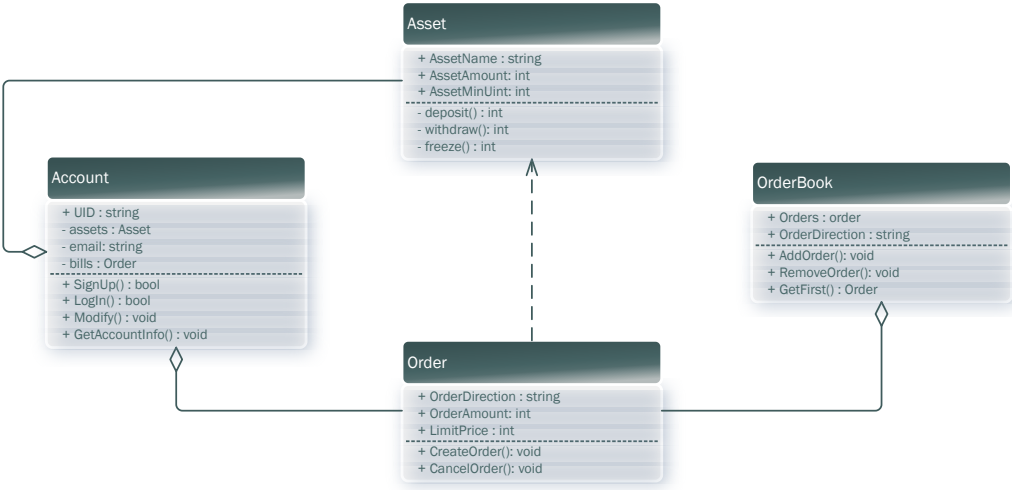 Asset
+ AssetName : string
+ AssetAmount: int
+ AssetMinUint: int
- deposit() : int
- withdraw(): int
- freeze() : int
Account
+ UID : string
- assets : Asset
- email: string
- bills : Order
+ SignUp() : bool
+ LogIn() : bool
+ Modify() : void
+ GetAccountInfo() : void
OrderBook
+ Orders : order
+ OrderDirection : string
+ AddOrder(): void
+ RemoveOrder(): void
+ GetFirst() : Order
Order
+ OrderDirection : string
+ OrderAmount: int
+ LimitPrice : int
+ CreateOrder(): void
+ CancelOrder(): void